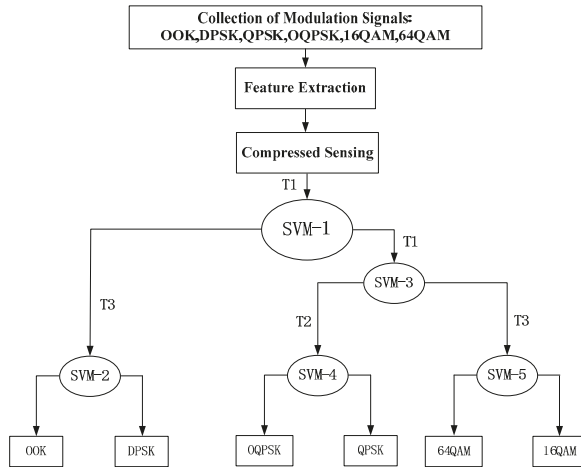 Collection of Modulation Signals:
OOK,DPSK,QPSK,OQPSK,16QAM,64QAM
Feature Extraction
Compressed Sensing
T1
SVM-1
T1
SVM-3
T3
T2
T3
SVM-2
SVM-4
SVM-5
OOK
DPSK
OQPSK
QPSK
64QAM
16QAM